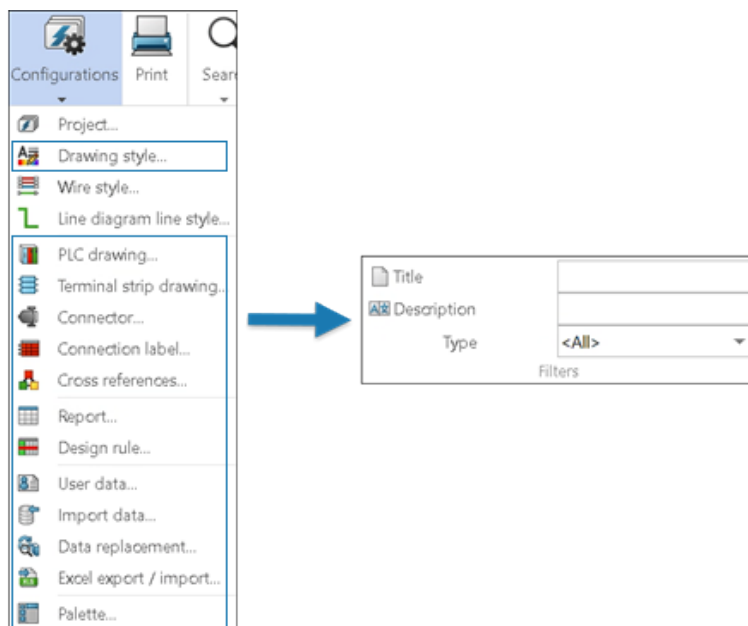 Configurations
Print
Sear
Project...
Drawing style...
Wire style...
Line diagram line style...
PLC drawing...
Terminal strip drawing..
Connector...
Connection label...
Cross references...
Report...
Design rule...
User data...
Import data...
Data replacement...
Excel export / import...
Palette...
Title
Description
Type
<All>
Filters